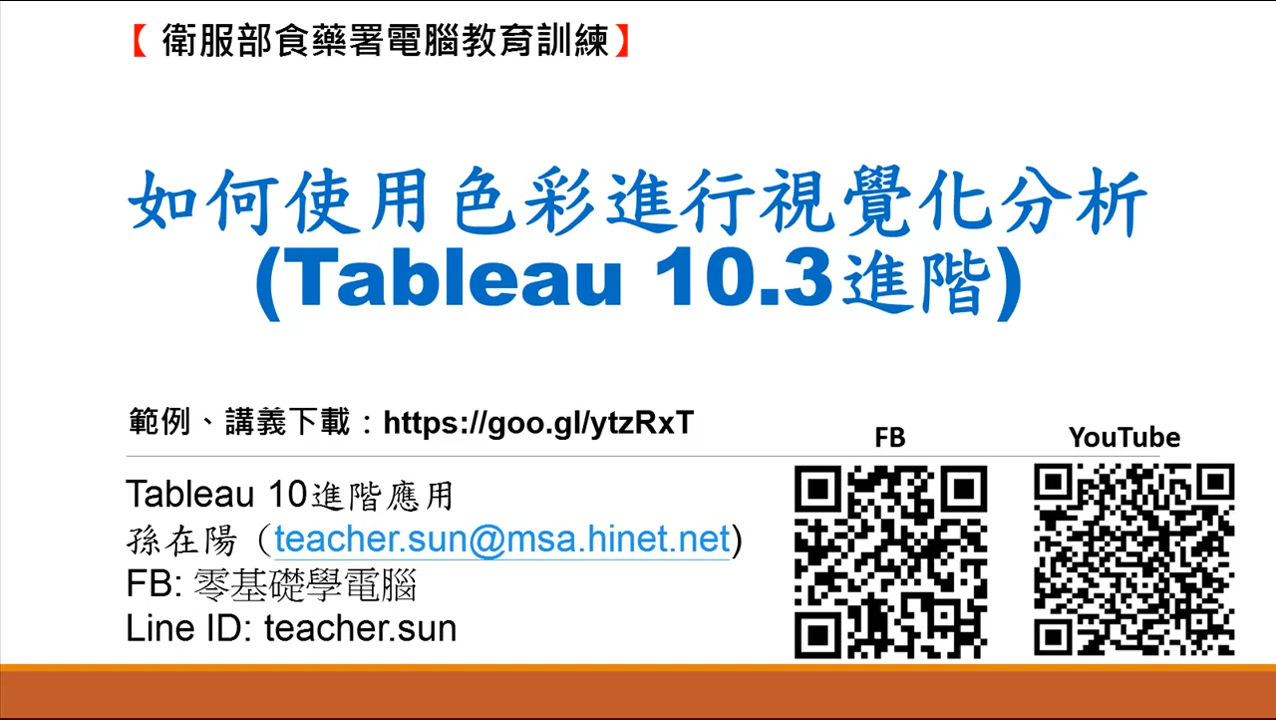 【 衛服部食藥署電腦教育訓練】
如何使用色彩進行視覺化分析
(Tableau 10.3進階)
範例、講義下載：https://goo.gl/ytzRxT
FB
YouTube
Tableau 10進階應用
孫在陽（teacher.sun@msa.hinet.net)
FB: 零基礎學電腦
Line ID: teacher.sun